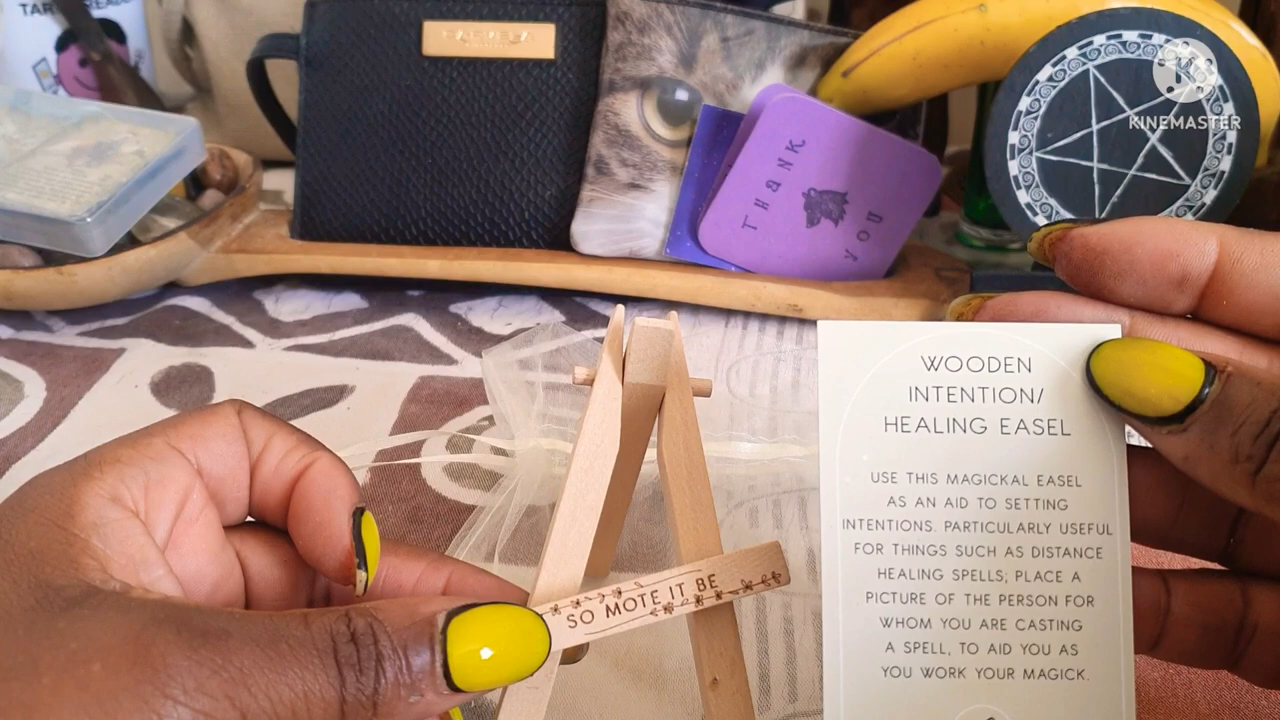 KINEMASTER
THANK
YOU
WOODEN
INTENTION/
HEALING EASEL
USE THIS MAGICKAL EASEL
AS AN AID TO SETTING
INTENTIONS. PARTICULARLY USEFUL
FOR THINGS SUCH AS DISTANCE
HEALING SPELLS; PLACE A
PICTURE OF THE PERSON FOR
WHOM YOU ARE CASTING
A SPELL, TO AID YOU AS
YOU WORK YOUR MAGICK.
SO MOTE IT BE